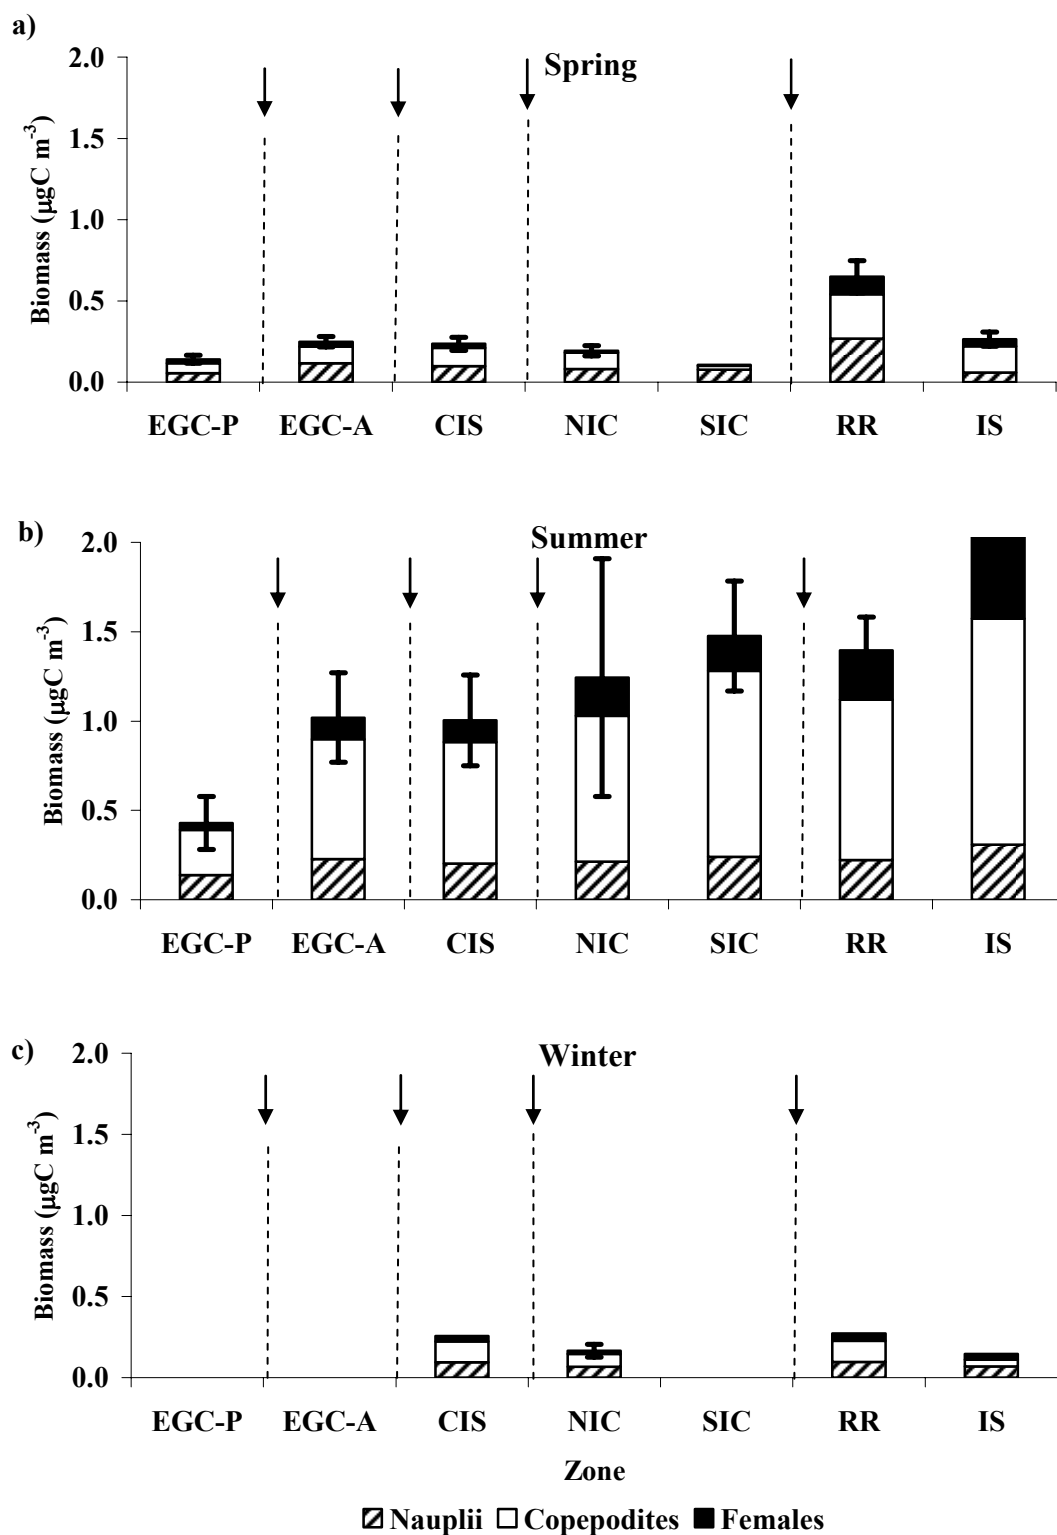 a)
Spring
Biomass (µgC m-3)
2.0
1.5
1.0
0.5
0.0
EGC-P EGC-A CIS NIC SIC RR IS
b)
Summer
Biomass (µgC m-3)
2.0
1.5
1.0
0.5
0.0
EGC-P EGC-A CIS NIC SIC RR IS
c)
Winter
Biomass (µgC m-3)
2.0
1.5
1.0
0.5
0.0
EGC-P EGC-A CIS NIC SIC RR IS
Zone
Nauplii Copepodites Females